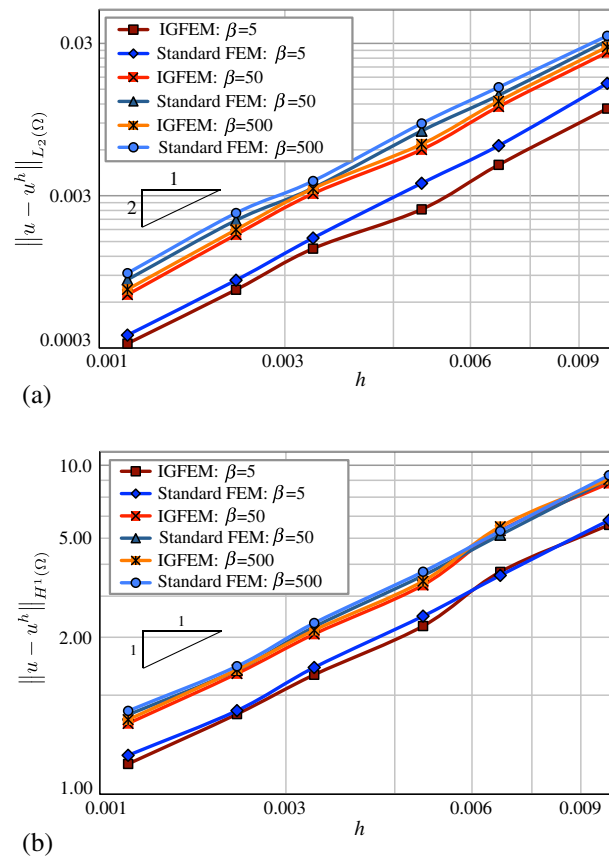 IGFEM: β=5
Standard FEM: β=5
IGFEM: β=50
Standard FEM: β=50
IGFEM: β=500
Standard FEM: β=500
0.03
0.003
0.0003
||u − u^h||_{L_2(Ω)}
1
2
0.001
0.003
0.006
0.009
h
(a)
IGFEM: β=5
Standard FEM: β=5
IGFEM: β=50
Standard FEM: β=50
IGFEM: β=500
Standard FEM: β=500
10.0
5.00
2.00
1.00
||u − u^h||_{H^1(Ω)}
1
1
0.001
0.003
0.006
0.009
h
(b)